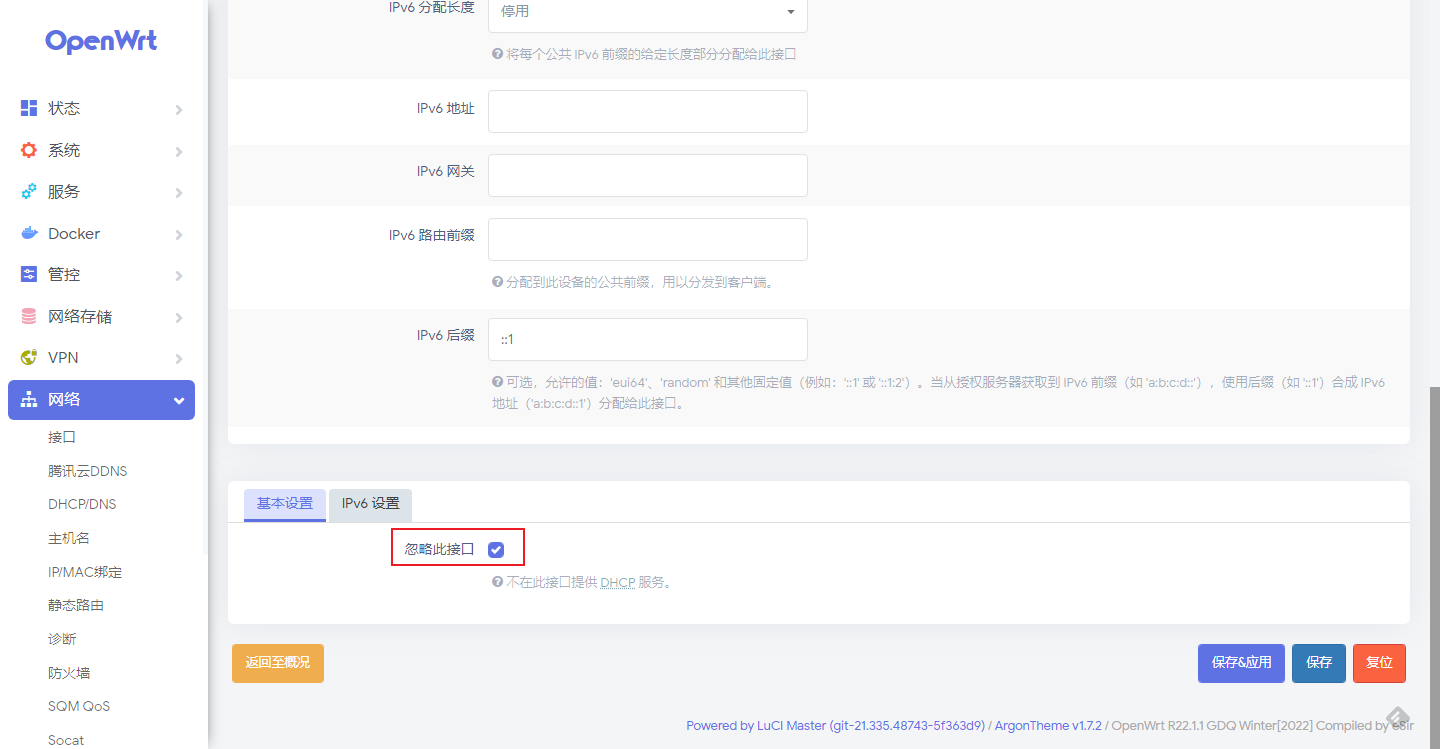 OpenWrt
状态
系统
服务
Docker
管控
网络存储
VPN
网络
接口
腾讯云DDNS
DHCP/DNS
主机名
IP/MAC绑定
静态路由
诊断
防火墙
SQM QoS
Socat
IPv6 分配长度
停用
将每个公共 IPv6 前缀的给定长度部分分配给此接口
IPv6 地址
IPv6 网关
IPv6 路由前缀
分配到此设备的公共前缀，用以分发到客户端。
IPv6 后缀
::1
可选，允许的值：'eui64'、'random' 和其他固定值（例如：'::1' 或 '::1:2'）。当从授权服务器获取到 IPv6 前缀（如 'a:b:c:d::'），使用后缀（如 '::1'）合成 IPv6
地址（'a:b:c:d::1'）分配给此接口。
基本设置 IPv6 设置
忽略此接口
不在此接口提供 DHCP 服务。
返回至概况
保存&应用 保存 复位
Powered by LuCI Master (git-21.335.48743-5f363d9) / ArgonTheme v1.7.2 / OpenWrt R22.1.1 GDQ Winter[2022] Compiled by eSir